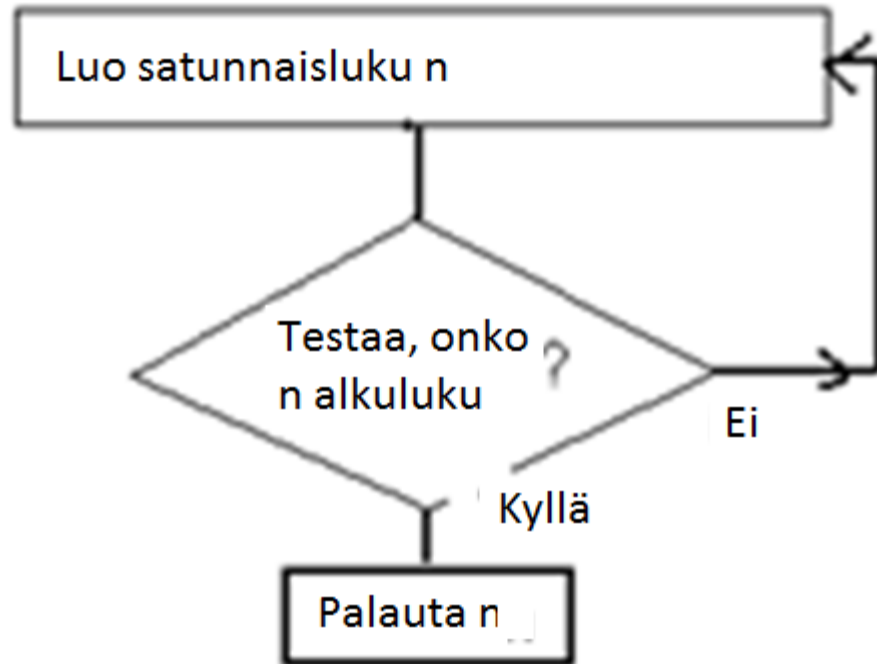 Luo satunnaisluku n
Testaa, onko ?
n alkuluku
Ei
Kyllä
Palauta n